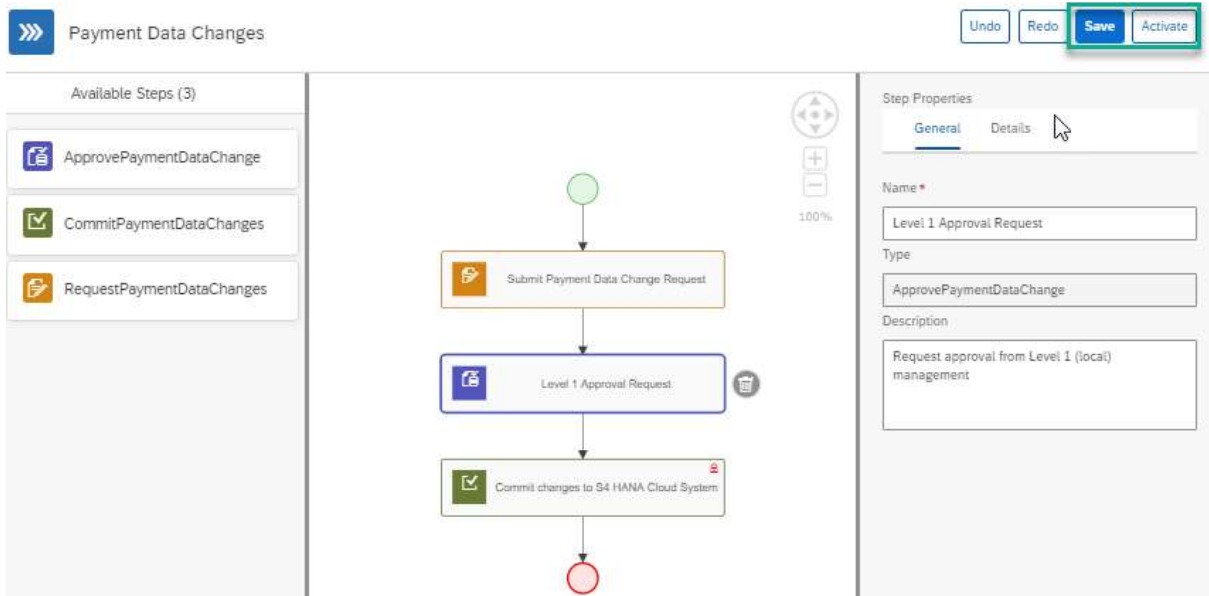 Payment Data Changes
Undo
Redo
Save
Activate
Available Steps (3)
ApprovePaymentDataChange
CommitPaymentDataChanges
RequestPaymentDataChanges
100%
Submit Payment Data Change Request
Level 1 Approval Request
Commit changes to S4 HANA Cloud System
Step Properties
General
Details
Name*
Level 1 Approval Request
Type
ApprovePaymentDataChange
Description
Request approval from Level 1 (local)
management